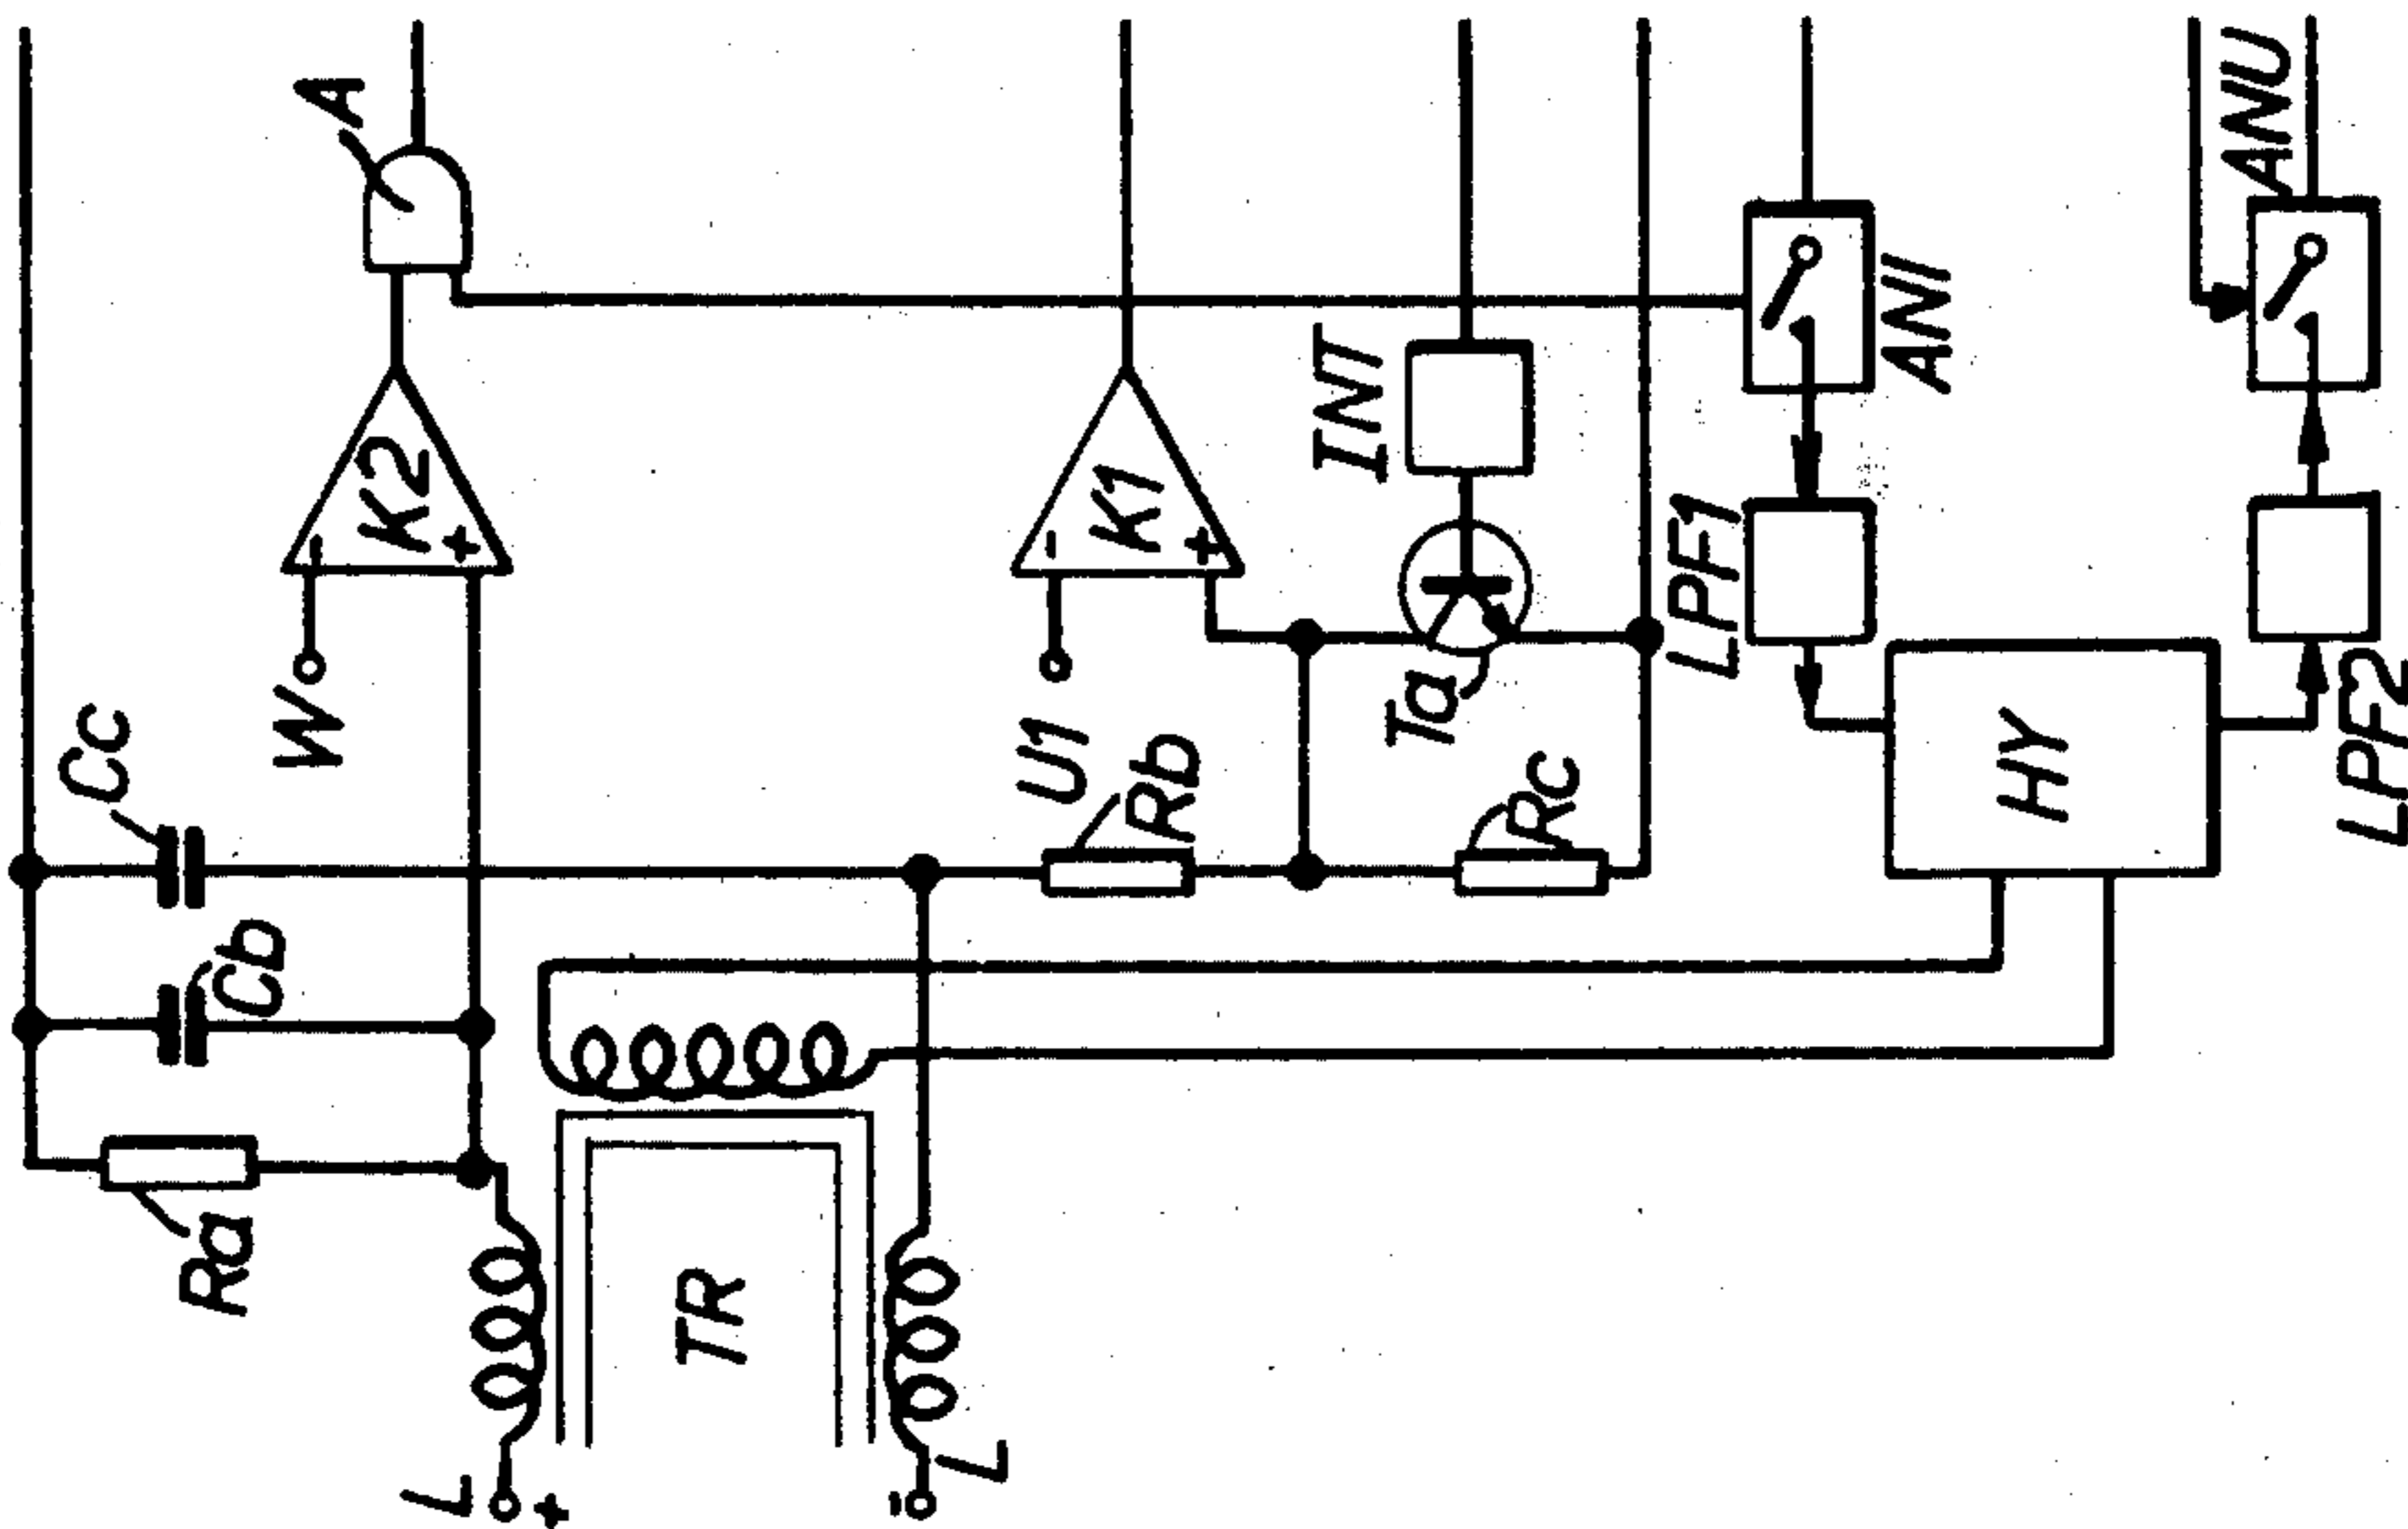 A
ANU
K2
+
-
K1
+
-
INT
ANI
W
Cc
U1
Rb
Ta
Rc
LPF1
HY
LPF2
Cb
Ra
TR
L
+
-
L